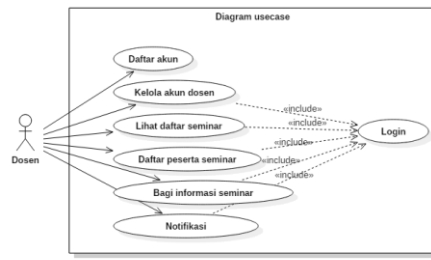 Diagram usecase
Daftar akun
Kelola akun dosen
«include»
Lihat daftar seminar
«include»
Login
Dosen
«include»
Daftar peserta seminar
«include»
Bagi informasi seminar
«include»
Notifikasi